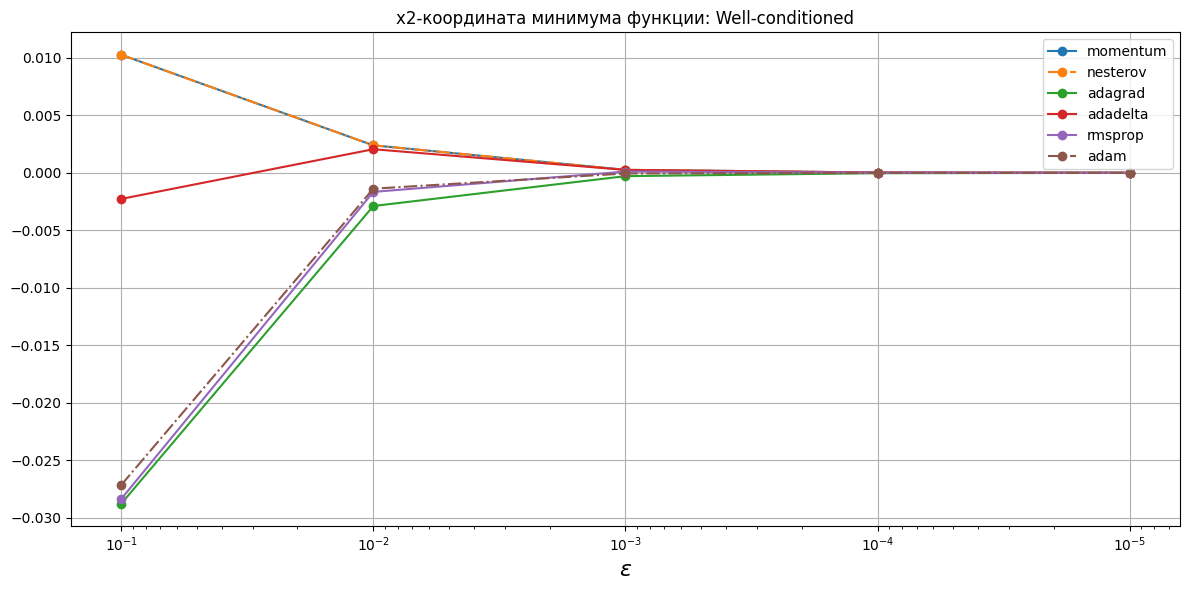 x2-координата минимума функции: Well-conditioned
0.010
0.005
0.000
−0.005
−0.010
−0.015
−0.020
−0.025
−0.030
momentum
nesterov
adagrad
adadelta
rmsprop
adam
10⁻¹
10⁻²
10⁻³
10⁻⁴
10⁻⁵
ε